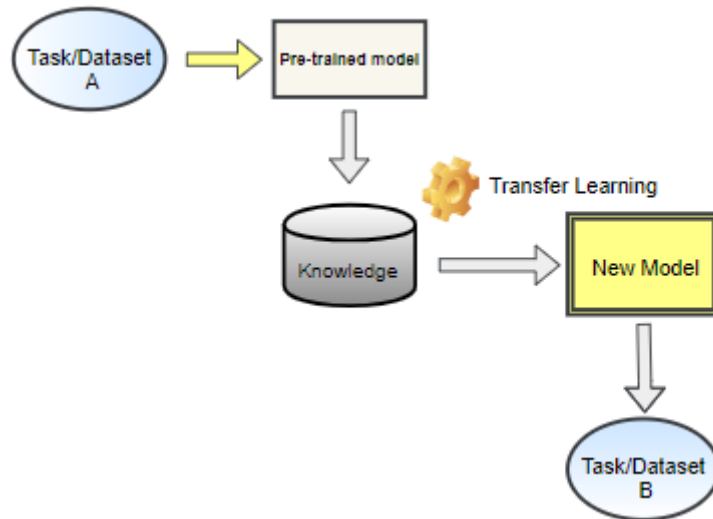 Task/Dataset
A
Pre-trained model
Transfer Learning
Knowledge
New Model
Task/Dataset
B